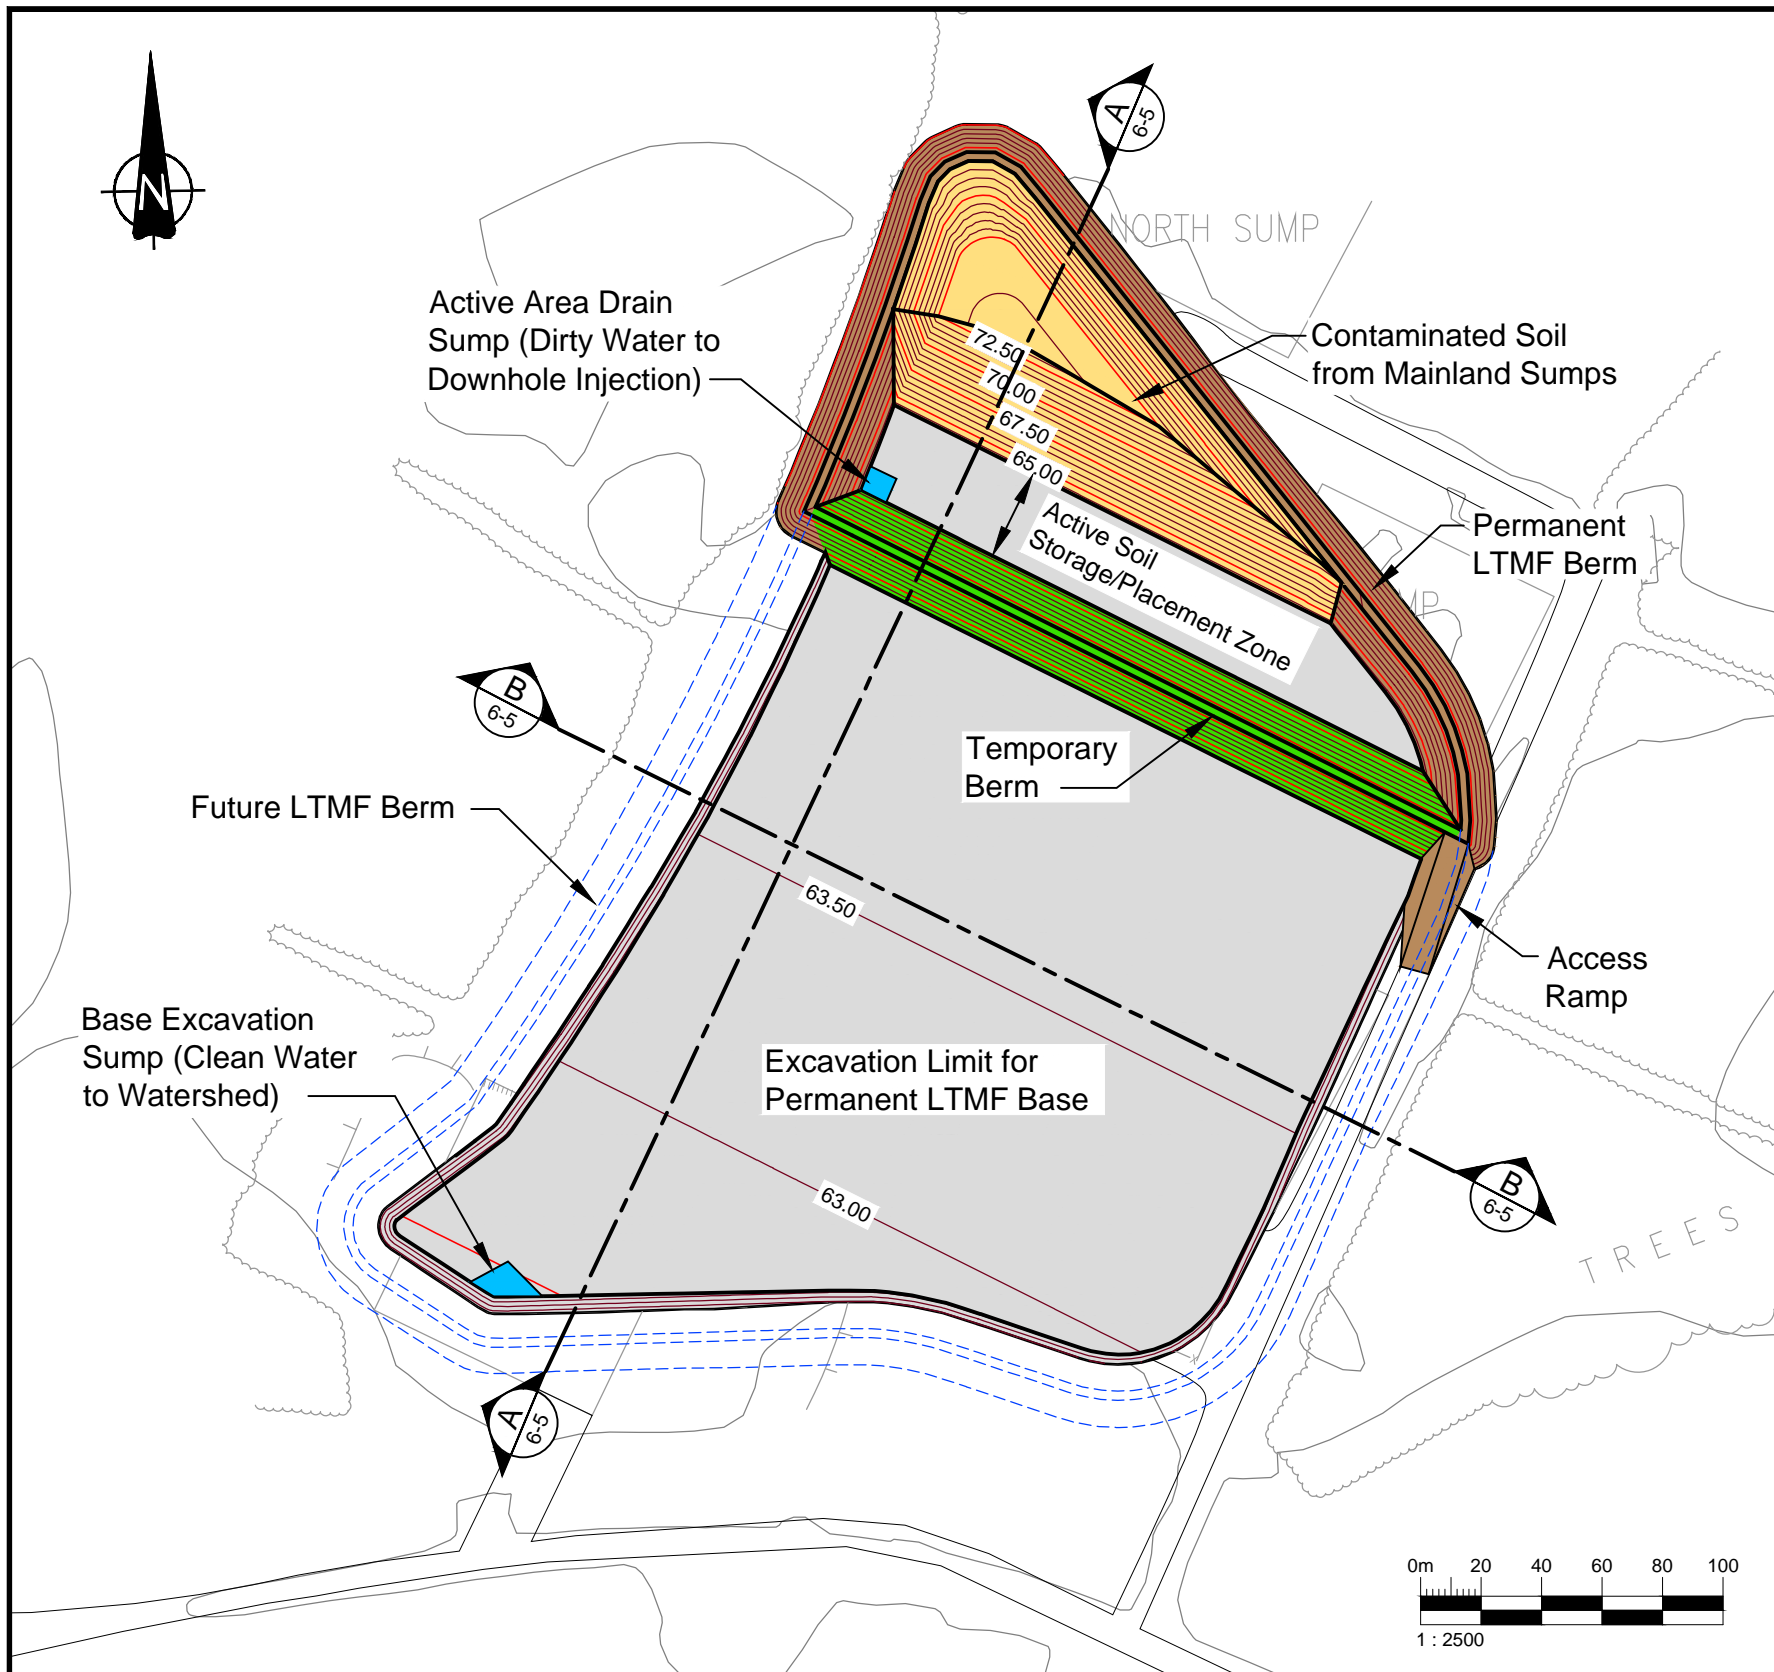 N
A
6-5
NORTH SUMP
Active Area Drain
Sump (Dirty Water to
Downhole Injection)
Contaminated Soil
from Mainland Sumps
72.50
70.00
67.50
65.00
Active Soil
Storage/Placement Zone
Permanent
LTMF Berm
B
6-5
Temporary
Berm
Future LTMF Berm
63.50
Access
Ramp
Base Excavation
Sump (Clean Water
to Watershed)
Excavation Limit for
Permanent LTMF Base
63.00
B
6-5
TREES
A
6-5
0m 20 40 60 80 100
1 : 2500